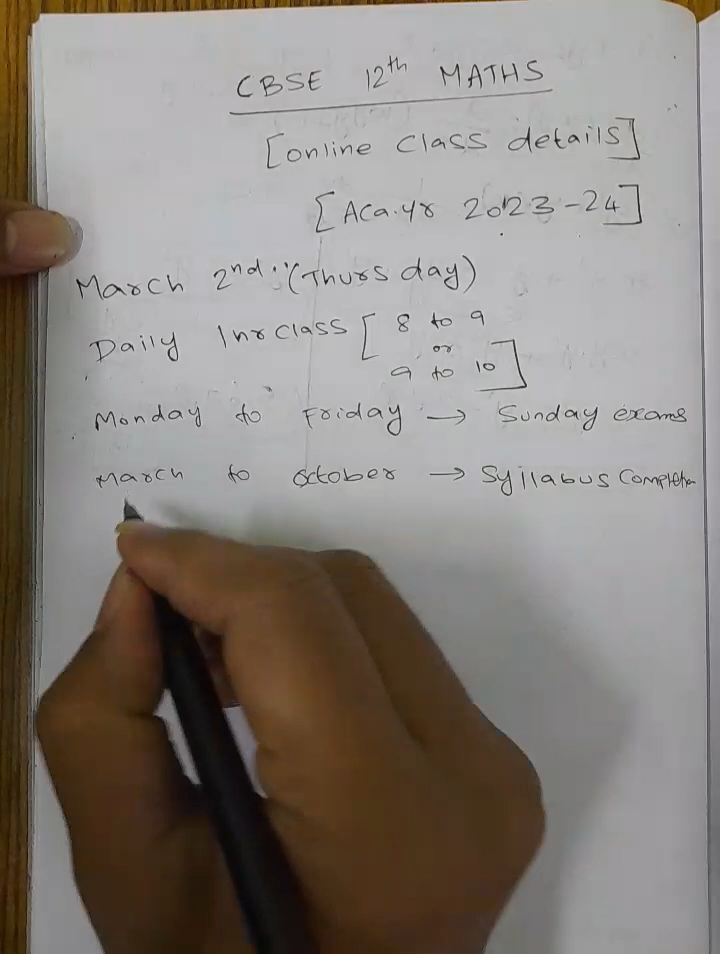 CBSE 12th MATHS
[online class details]
[Aca.yr 2023-24]
March 2nd. (Thursday)
Daily 1hr class [ 8 to 9
or
9 to 10 ]
Monday to Friday → Sunday exams
March to October → Syllabus Completion